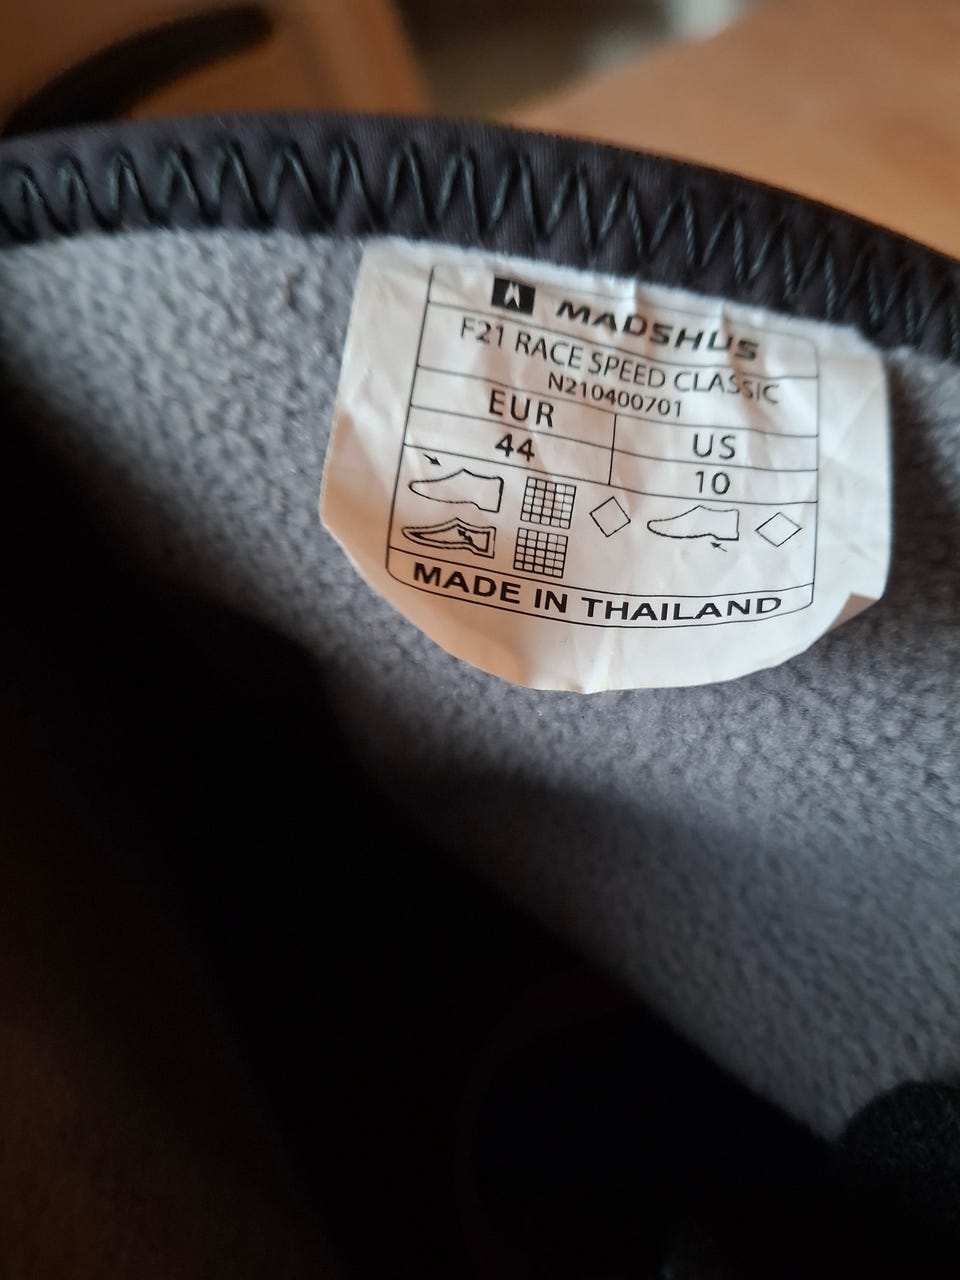 MADSHUS
F21 RACE SPEED CLASSIC
N210400701
EUR US
44 10
MADE IN THAILAND